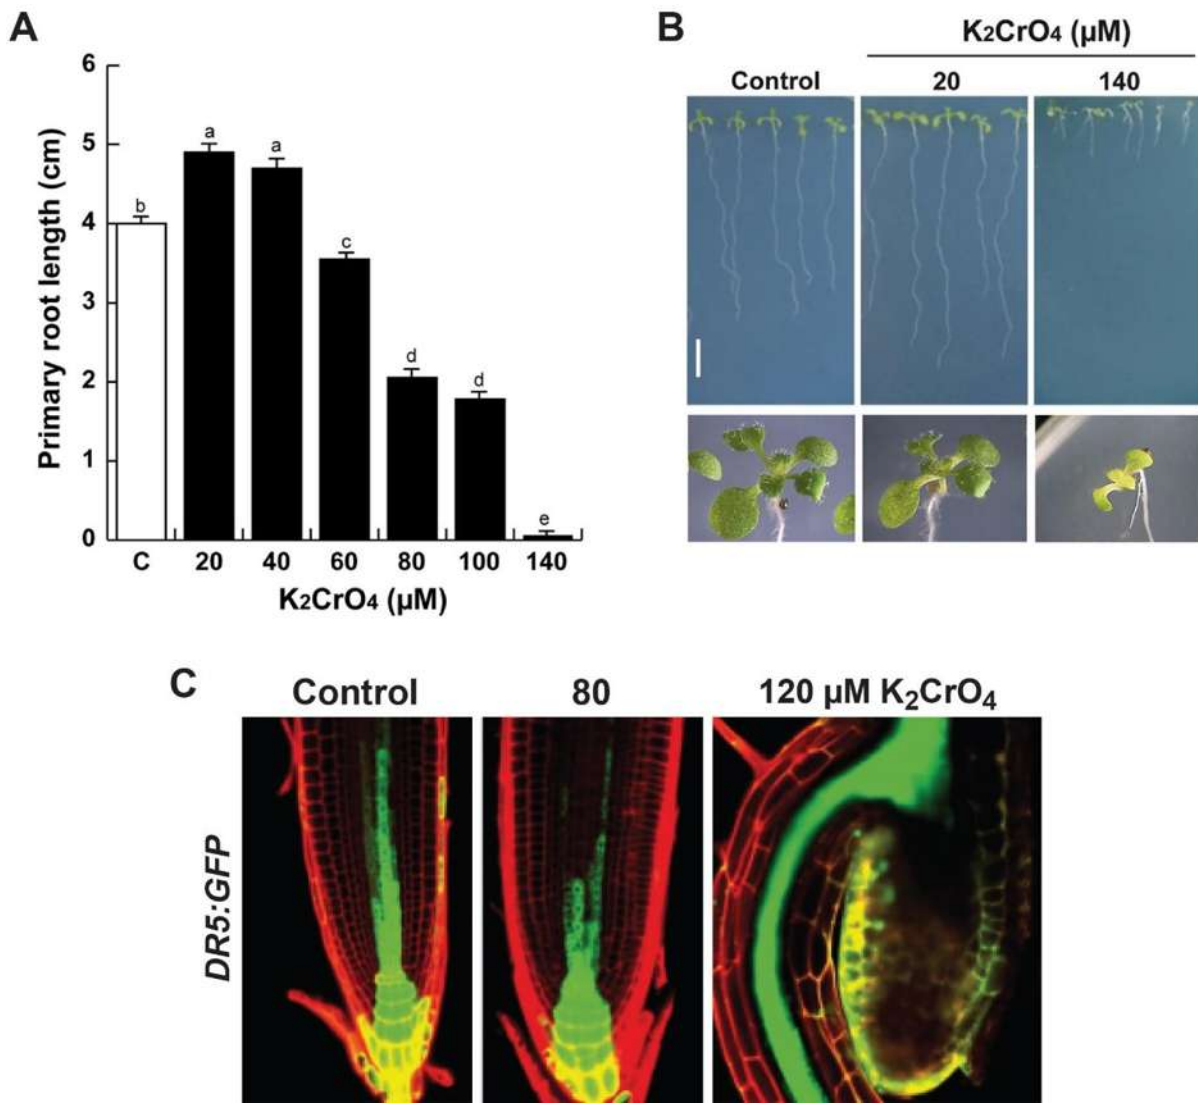 A
Primary root length (cm)
6
5
4
3
2
1
0
b
a
a
c
d
d
e
C 20 40 60 80 100 140
K₂CrO₄ (µM)
B
K₂CrO₄ (µM)
Control 20 140
C
Control 80 120 µM K₂CrO₄
DR5:GFP